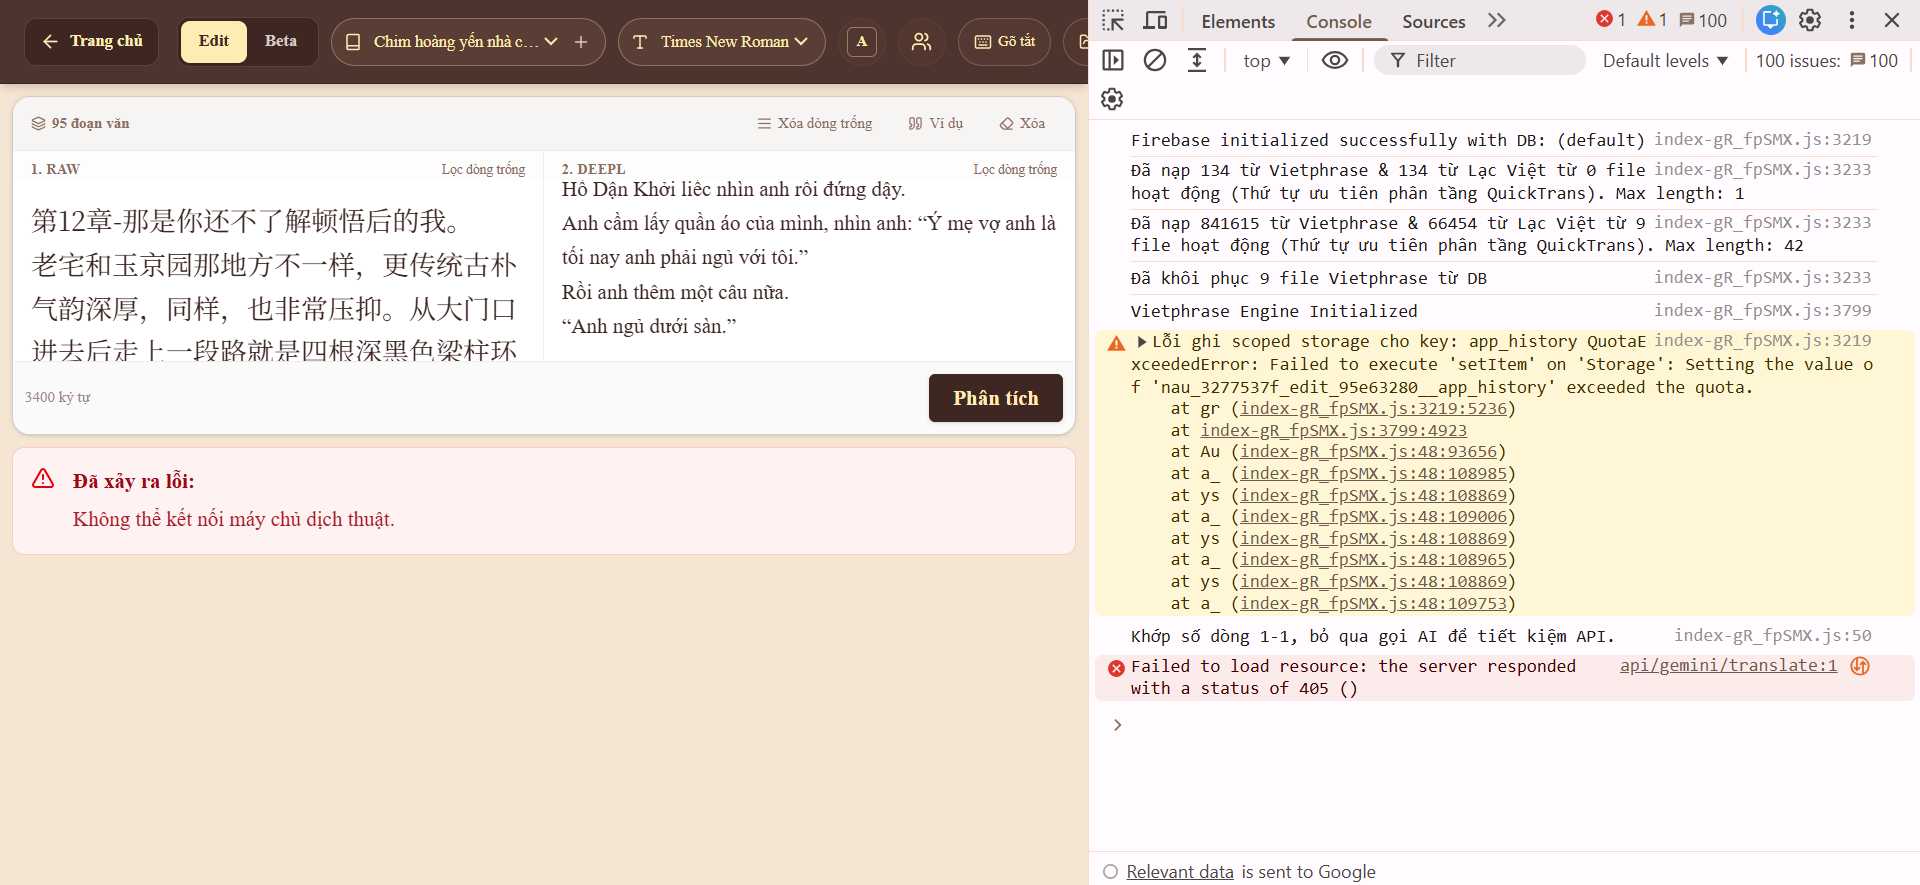 Trang chủ
Edit
Beta
Chim hoàng yến nhà c...
Times New Roman
A
Gõ tắt
95 đoạn văn
Xóa dòng trống
Ví dụ
Xóa
1. RAW
Lọc dòng trống
第12章-那是你还不了解顿悟后的我。
老宅和玉京园那地方不一样，更传统古朴
气韵深厚，同样，也非常压抑。从大门口
进去后走上一段路就是四根深黑色梁柱环
2. DEEPL
Lọc dòng trống
Hồ Dận Khởi liếc nhìn anh rồi đứng dậy.
Anh cầm lấy quần áo của mình, nhìn anh: “Ý mẹ vợ anh là
tối nay anh phải ngủ với tôi.”
Rồi anh thêm một câu nữa.
“Anh ngủ dưới sàn.”
3400 ký tự
Phân tích
Đã xảy ra lỗi:
Không thể kết nối máy chủ dịch thuật.
Elements
Console
Sources
1
1
100
top
Filter
Default levels
100 issues:
100
Firebase initialized successfully with DB: (default) index-gR_fpSMX.js:3219
Đã nạp 134 từ Vietphrase & 134 từ Lạc Việt từ 0 file index-gR_fpSMX.js:3233
hoạt động (Thứ tự ưu tiên phân tầng QuickTrans). Max length: 1
Đã nạp 841615 từ Vietphrase & 66454 từ Lạc Việt từ 9 index-gR_fpSMX.js:3233
file hoạt động (Thứ tự ưu tiên phân tầng QuickTrans). Max length: 42
Đã khôi phục 9 file Vietphrase từ DB index-gR_fpSMX.js:3233
Vietphrase Engine Initialized index-gR_fpSMX.js:3799
Lỗi ghi scoped storage cho key: app_history QuotaE index-gR_fpSMX.js:3219
xceededError: Failed to execute 'setItem' on 'Storage': Setting the value o
f 'nau_3277537f_edit_95e63280__app_history' exceeded the quota.
at gr (index-gR_fpSMX.js:3219:5236)
at index-gR_fpSMX.js:3799:4923
at Au (index-gR_fpSMX.js:48:93656)
at a_ (index-gR_fpSMX.js:48:108985)
at ys (index-gR_fpSMX.js:48:108869)
at a_ (index-gR_fpSMX.js:48:109006)
at ys (index-gR_fpSMX.js:48:108869)
at a_ (index-gR_fpSMX.js:48:108965)
at ys (index-gR_fpSMX.js:48:108869)
at a_ (index-gR_fpSMX.js:48:109753)
Khớp số dòng 1-1, bỏ qua gọi AI để tiết kiệm API. index-gR_fpSMX.js:50
Failed to load resource: the server responded api/gemini/translate:1
with a status of 405 ()
Relevant data is sent to Google